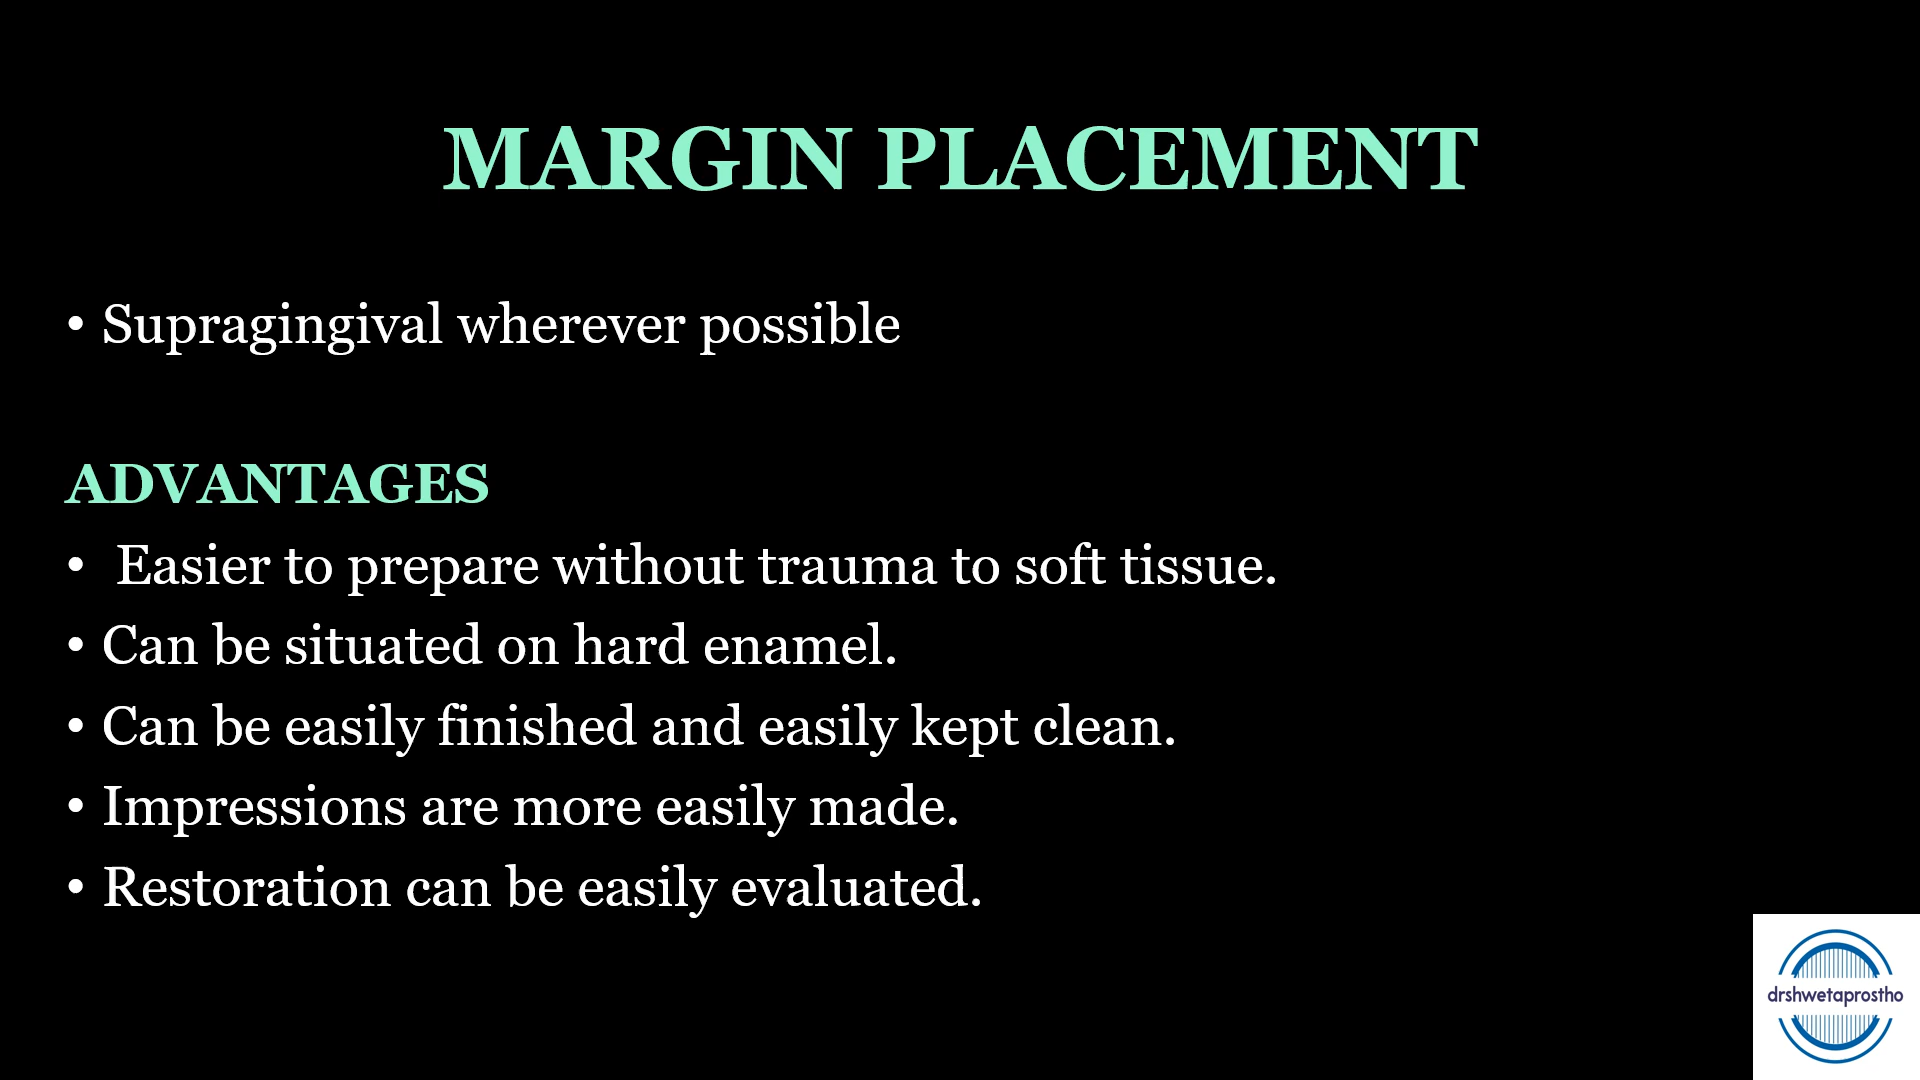 MARGIN PLACEMENT
• Supragingival wherever possible
ADVANTAGES
• Easier to prepare without trauma to soft tissue.
• Can be situated on hard enamel.
• Can be easily finished and easily kept clean.
• Impressions are more easily made.
• Restoration can be easily evaluated.
drshwetaprostho